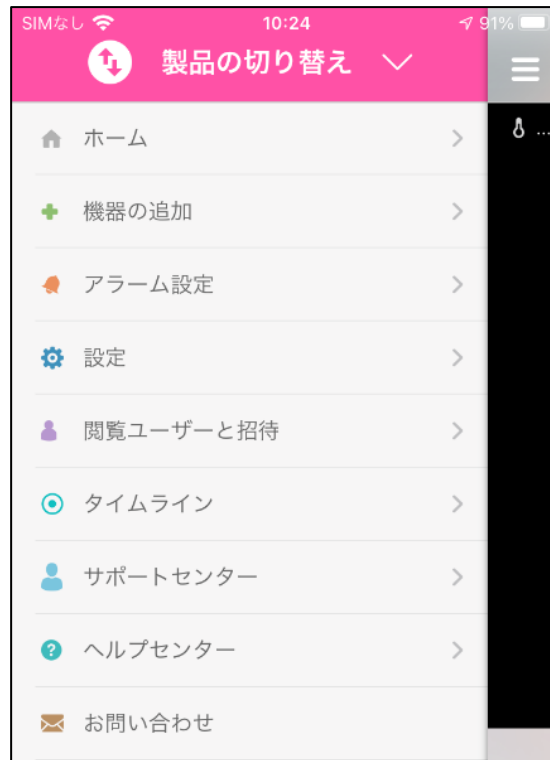 SIMなし 10:24 91%
製品の切り替え
ホーム
...
機器の追加
アラーム設定
設定
閲覧ユーザーと招待
タイムライン
サポートセンター
ヘルプセンター
お問い合わせ